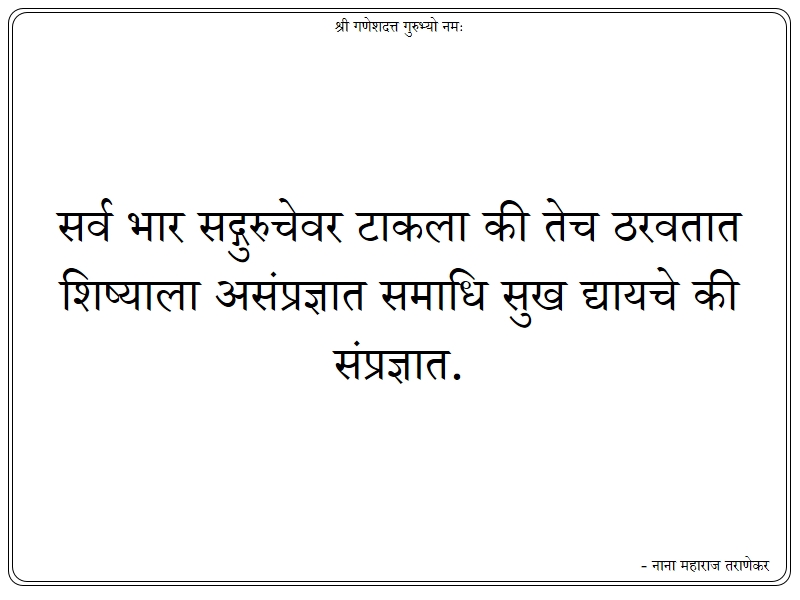 श्री गणेशदत्त गुरुभ्यो नमः
सर्व भार सद्गुरुचेवर टाकला की तेच ठरवतात
शिष्याला असंप्रज्ञात समाधि सुख द्यायचे की
संप्रज्ञात.
- नाना महाराज तराणेकर